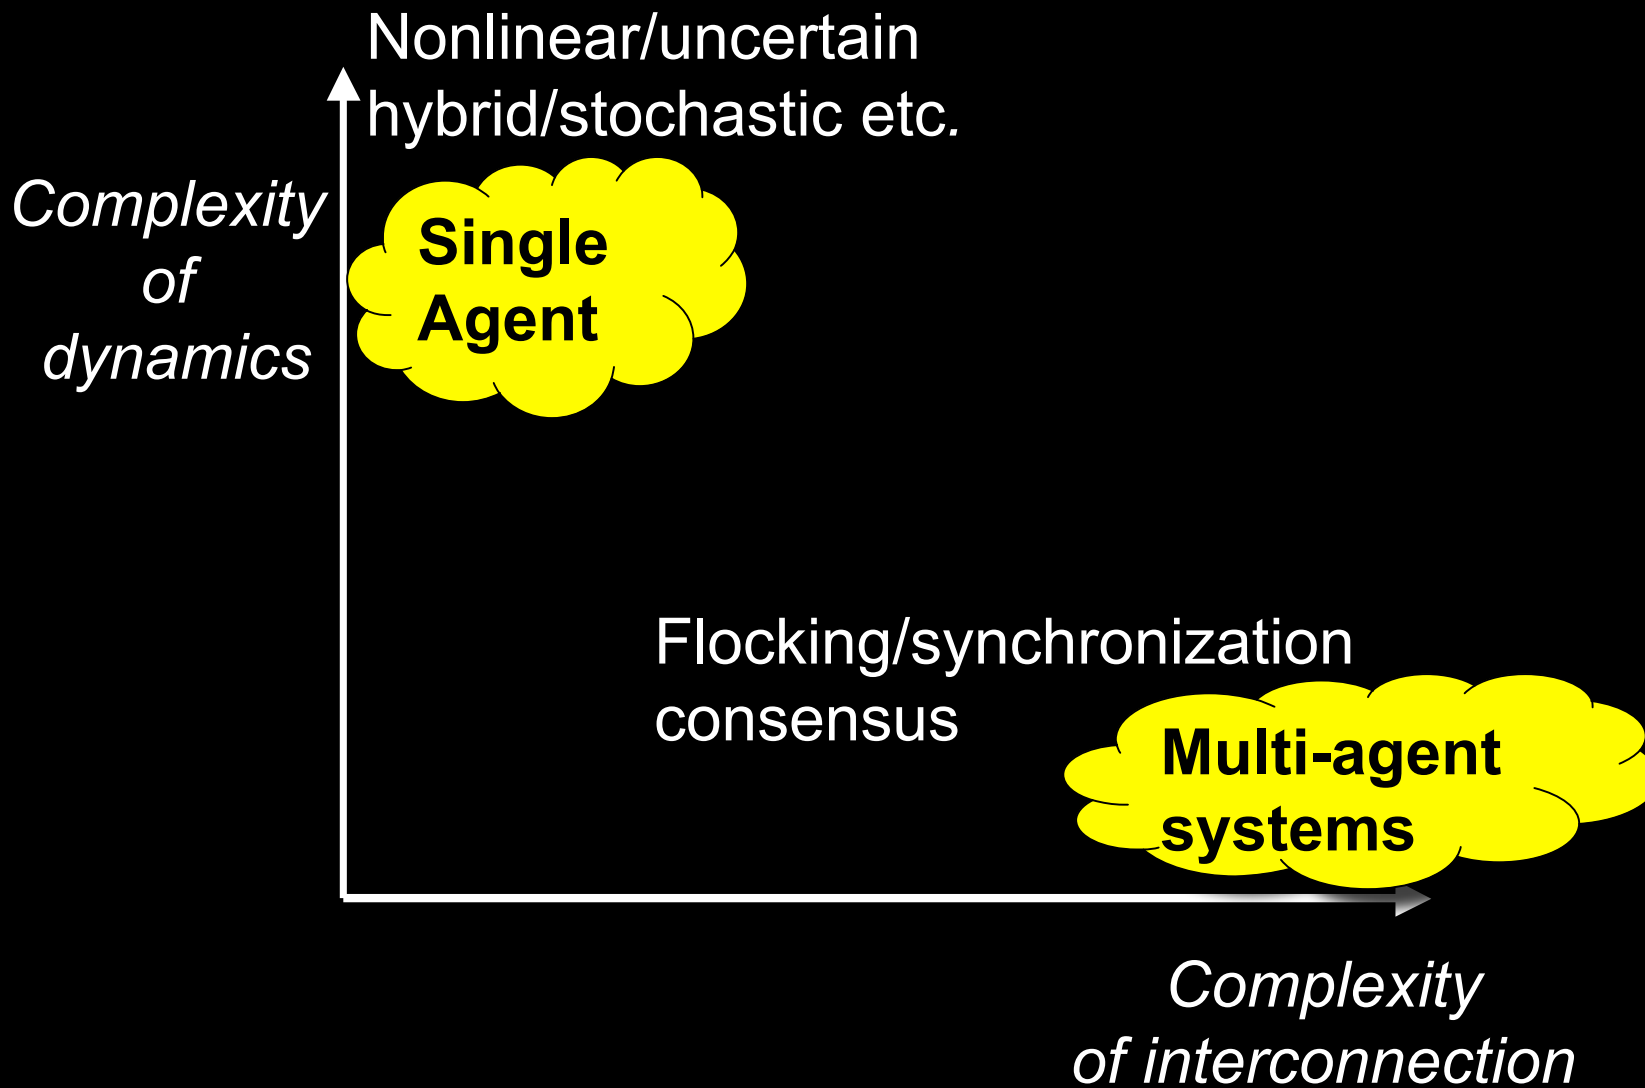 Nonlinear/uncertain
hybrid/stochastic etc.
Complexity
of
dynamics
Single
Agent
Flocking/synchronization
consensus
Multi-agent
systems
Complexity
of interconnection